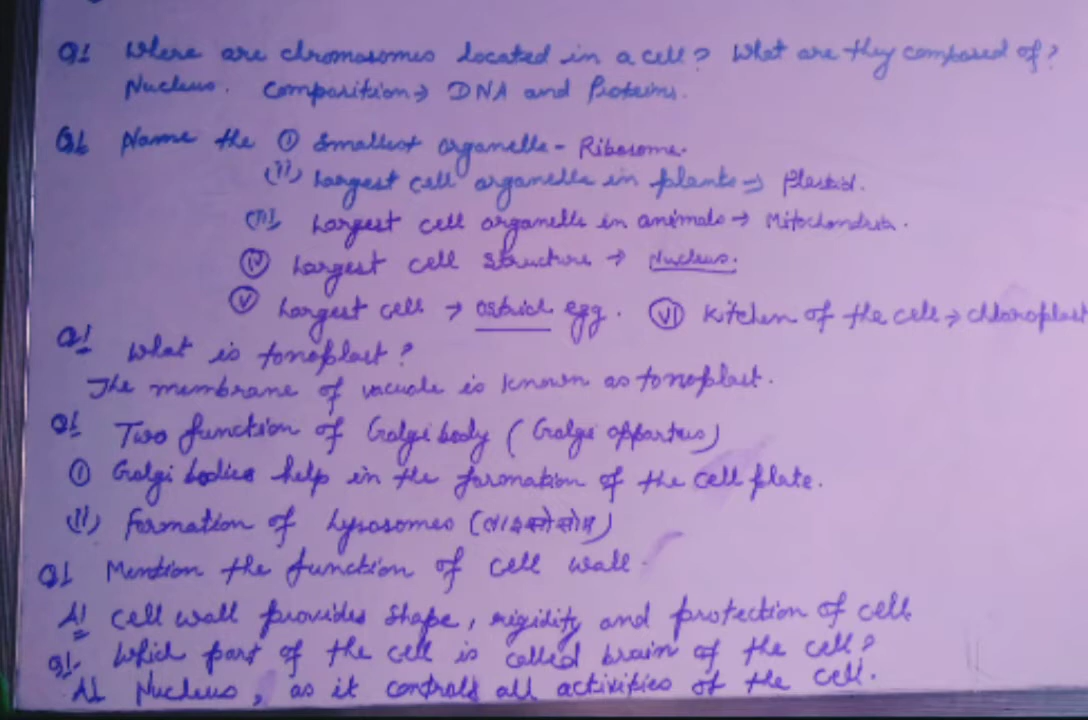 Q! Where are chromosomes located in a cell? What are they composed of?
Nucleus. Composition → DNA and Proteins.
Q! Name the (i) Smallest organelle - Ribosome.
(ii) Largest cell organelle in plants → Plastid.
(iii) Largest cell organelle in animals → Mitochondria.
(iv) Largest cell structure → Nucleus.
(v) Largest cell → ostrich egg. (vi) Kitchen of the cell → chloroplast
Q! What is tonoplast?
The membrane of vacuole is known as tonoplast.
Q! Two function of Golgi body (Golgi appartus)
(i) Golgi bodies help in the formation of the cell plate.
(ii) Formation of Lysosomes (लाइसोसोम)
Q! Mention the function of cell wall.
A! Cell wall provides shape, rigidity and protection of cell.
Q!. Which part of the cell is called brain of the cell?
A! Nucleus, as it controls all activities of the cell.